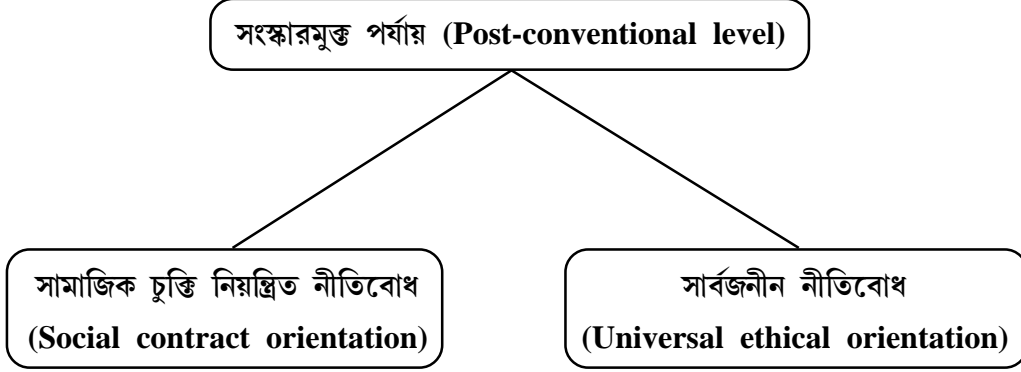 সংস্কারমুক্ত পর্যায় (Post-conventional level)
সামাজিক চুক্তি নিয়ন্ত্রিত নীতিবোধ
(Social contract orientation)
সার্বজনীন নীতিবোধ
(Universal ethical orientation)